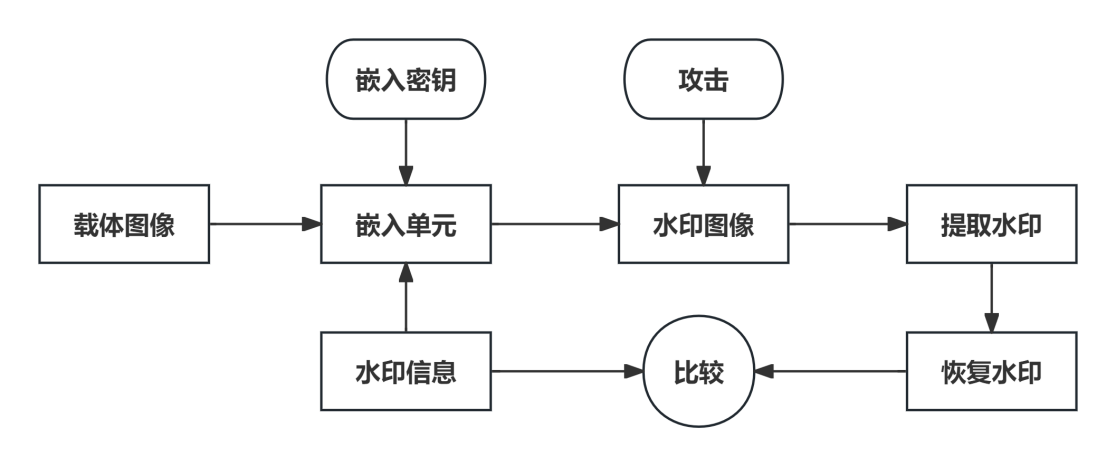 嵌入密钥
攻击
载体图像
嵌入单元
水印图像
提取水印
水印信息
比较
恢复水印